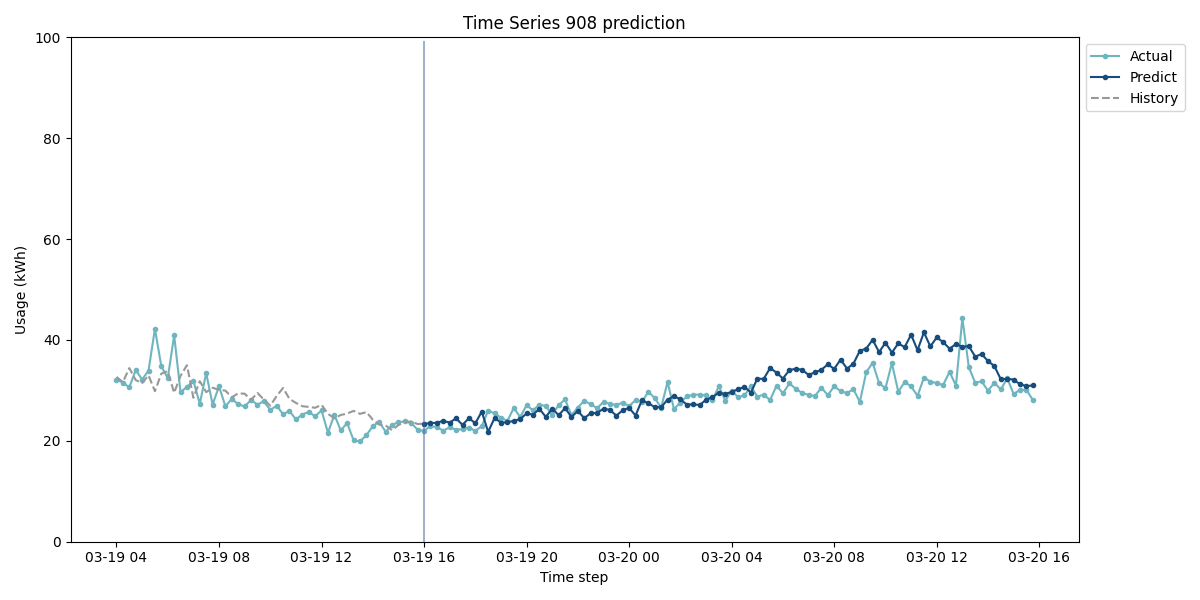 Time Series 908 prediction
100
80
60
40
20
0
Usage (kWh)
03-19 04
03-19 08
03-19 12
03-19 16
03-19 20
03-20 00
03-20 04
03-20 08
03-20 12
03-20 16
Time step
Actual
Predict
History